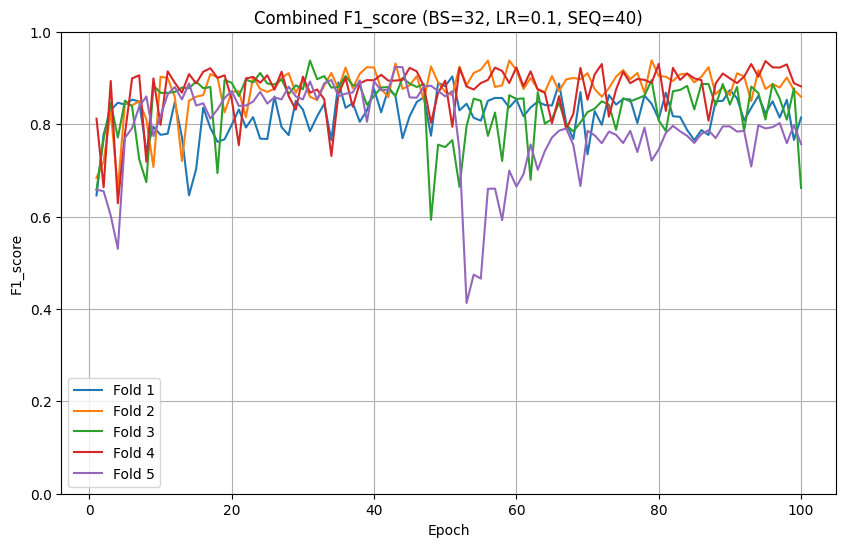 Combined F1_score (BS=32, LR=0.1, SEQ=40)
1.0
0.8
0.6
0.4
0.2
0.0
F1_score
Fold 1
Fold 2
Fold 3
Fold 4
Fold 5
0 20 40 60 80 100
Epoch